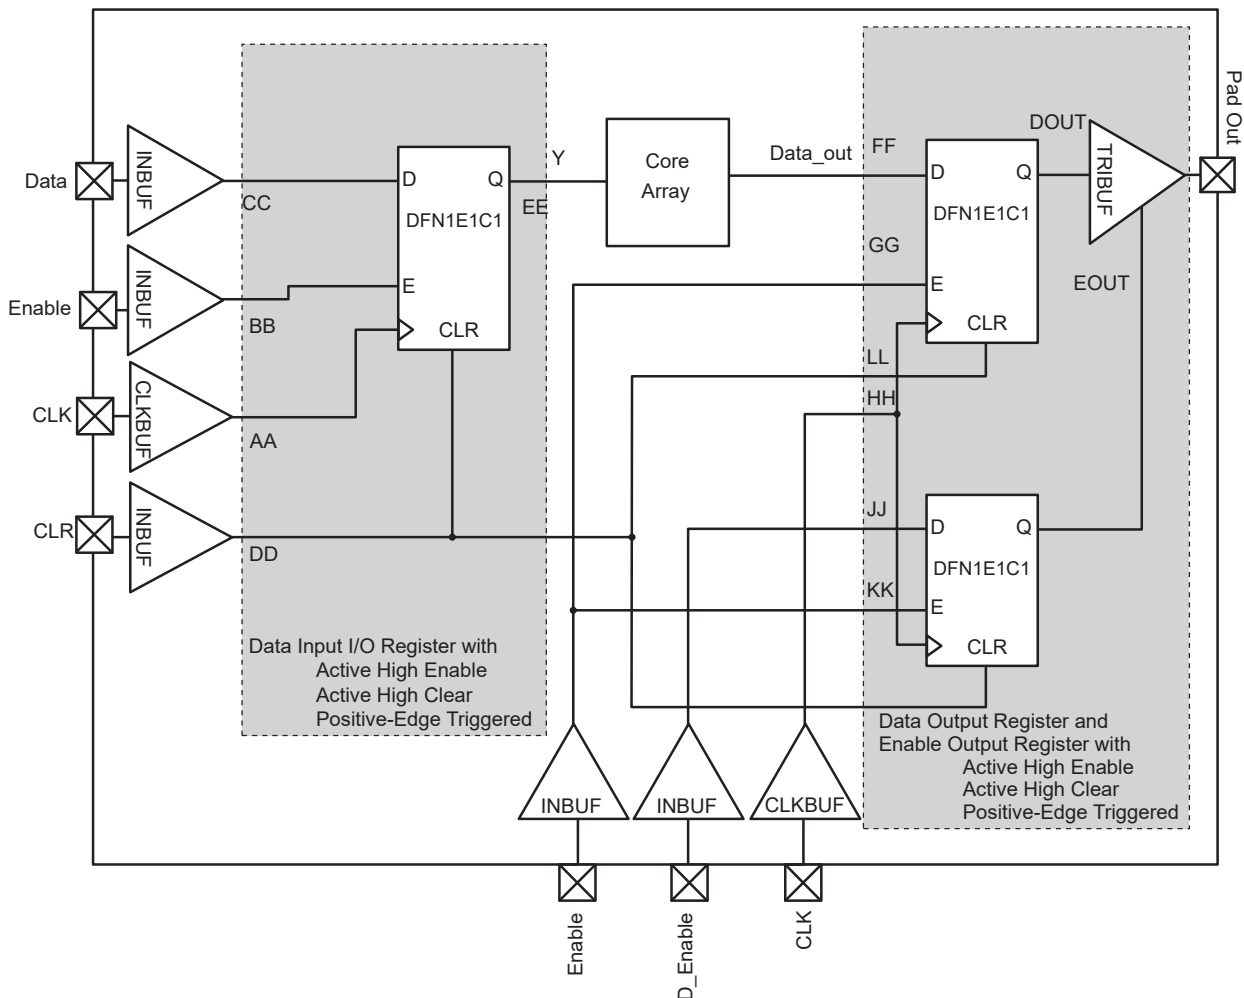 Pad Out
DOUT
FF
Data_out
Y
Core
Array
INBUF
TRIBUF
Data
D
Q
D
Q
CC
EE
DFN1E1C1
DFN1E1C1
GG
INBUF
E
E
EOUT
Enable
BB
CLR
CLR
LL
CLKBUF
HH
CLK
AA
INBUF
JJ
CLR
D
Q
DD
DFN1E1C1
KK
E
CLR
Data Input I/O Register with
Active High Enable
Active High Clear
Positive-Edge Triggered
Data Output Register and
Enable Output Register with
Active High Enable
Active High Clear
Positive-Edge Triggered
INBUF
INBUF
CLKBUF
Enable
D_Enable
CLK